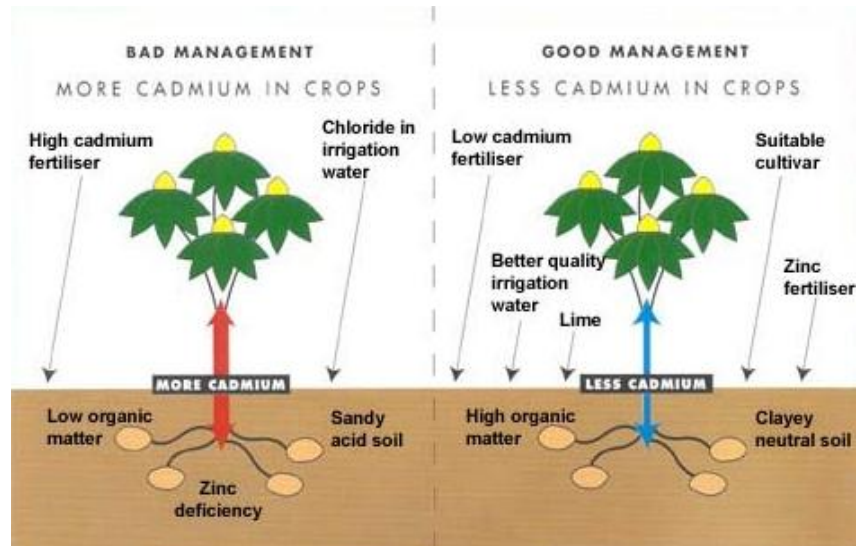 BAD MANAGEMENT
MORE CADMIUM IN CROPS
High cadmium
fertiliser
Chloride in
irrigation
water
MORE CADMIUM
Low organic
matter
Sandy
acid soil
Zinc
deficiency
GOOD MANAGEMENT
LESS CADMIUM IN CROPS
Low cadmium
fertiliser
Suitable
cultivar
Better quality
irrigation
water
Lime
Zinc
fertiliser
LESS CADMIUM
High organic
matter
Clayey
neutral soil